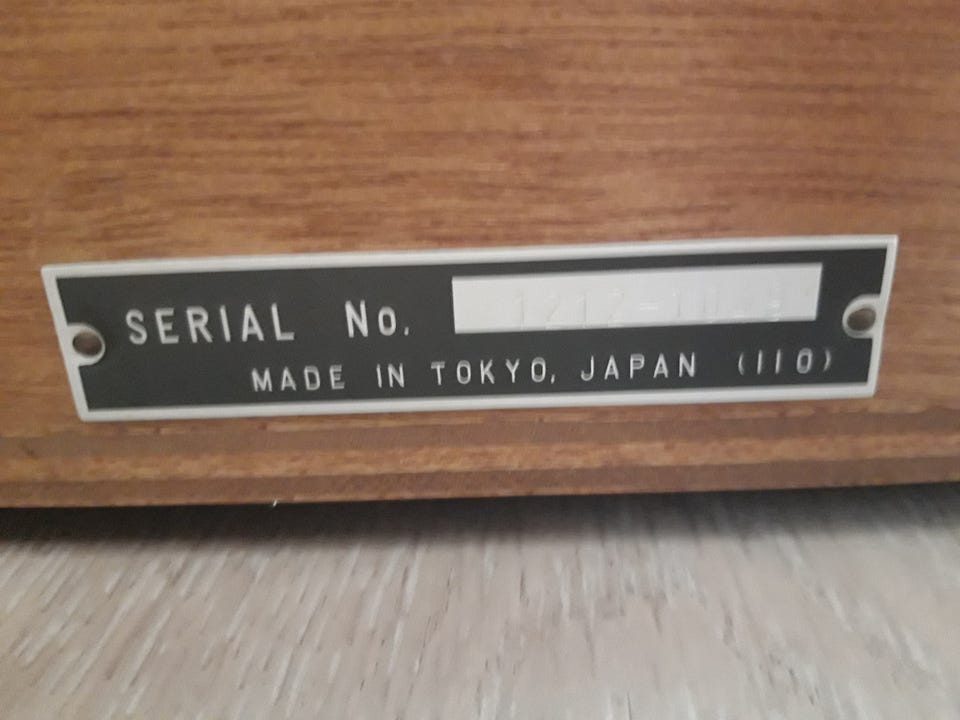 SERIAL No.
MADE IN TOKYO, JAPAN (110)